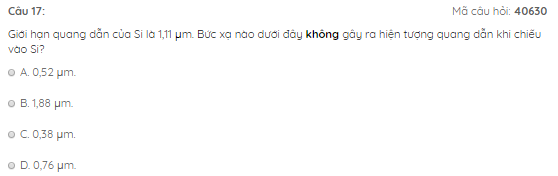 Câu 17:
Mã câu hỏi: 40630
Giới hạn quang dẫn của Si là 1,11 μm. Bức xạ nào dưới đây không gây ra hiện tượng quang dẫn khi chiếu
vào Si?
A. 0,52 μm.
B. 1,88 μm.
C. 0,38 μm.
D. 0,76 μm.